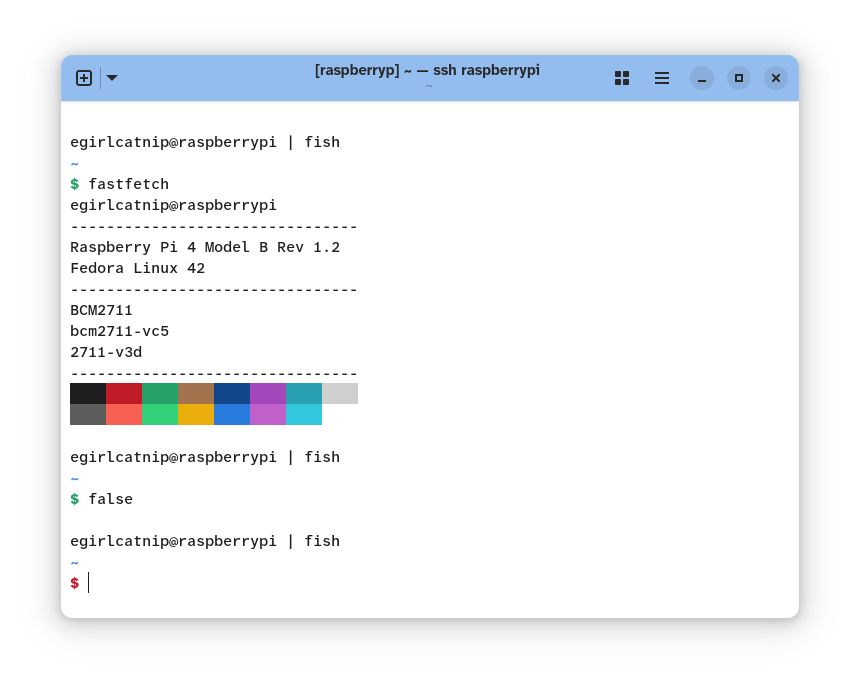 [raspberryp] ~ — ssh raspberrypi
~
egirlcatnip@raspberrypi | fish
~
$ fastfetch
egirlcatnip@raspberrypi
--------------------------------
Raspberry Pi 4 Model B Rev 1.2
Fedora Linux 42
--------------------------------
BCM2711
bcm2711-vc5
2711-v3d
--------------------------------
egirlcatnip@raspberrypi | fish
~
$ false
egirlcatnip@raspberrypi | fish
~
$